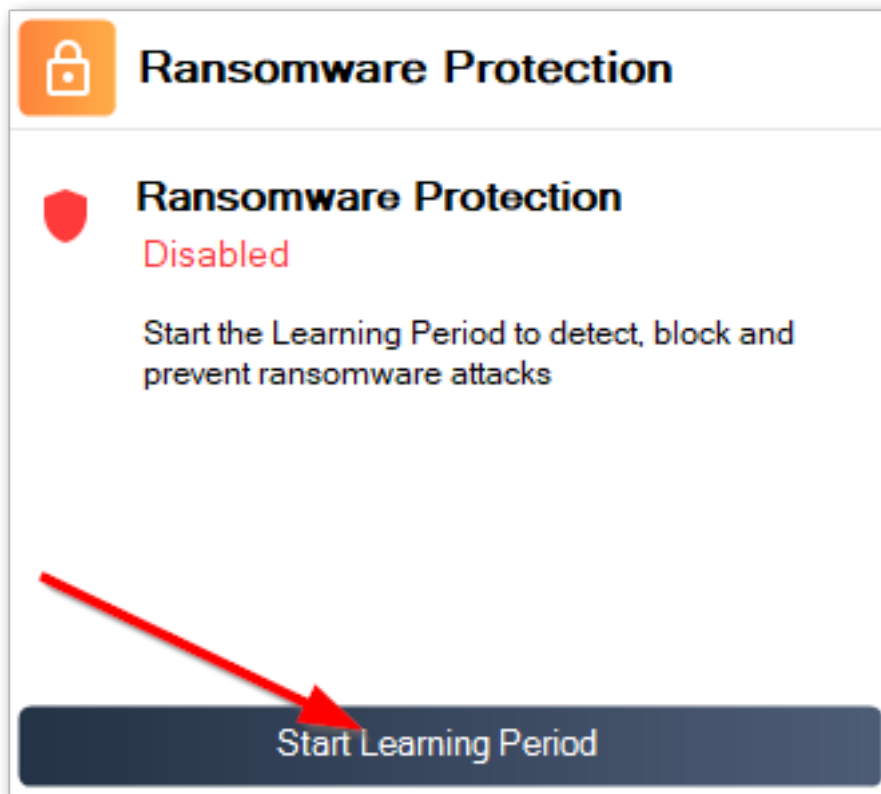 Ransomware Protection
Ransomware Protection
Disabled
Start the Learning Period to detect, block and
prevent ransomware attacks
Start Learning Period